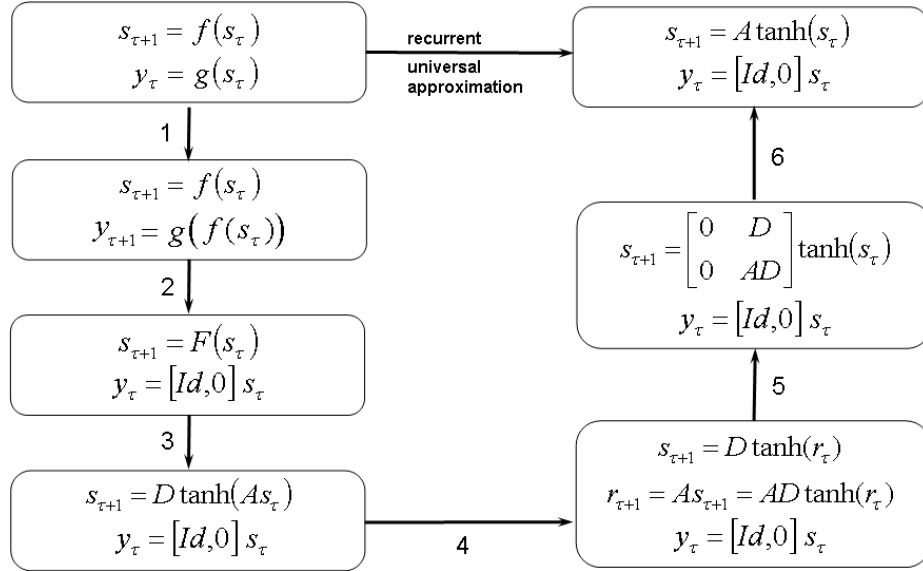 s_{τ+1} = f(s_τ)
y_τ = g(s_τ)
recurrent
universal
approximation
s_{τ+1} = A tanh(s_τ)
y_τ = [Id,0] s_τ
1
s_{τ+1} = f(s_τ)
y_{τ+1} = g(f(s_τ))
2
s_{τ+1} = F(s_τ)
y_τ = [Id,0] s_τ
3
s_{τ+1} = D tanh(As_τ)
y_τ = [Id,0] s_τ
4
s_{τ+1} = D tanh(r_τ)
r_{τ+1} = As_{τ+1} = AD tanh(r_τ)
y_τ = [Id,0] s_τ
5
s_{τ+1} = [0 D; 0 AD] tanh(s_τ)
y_τ = [Id,0] s_τ
6